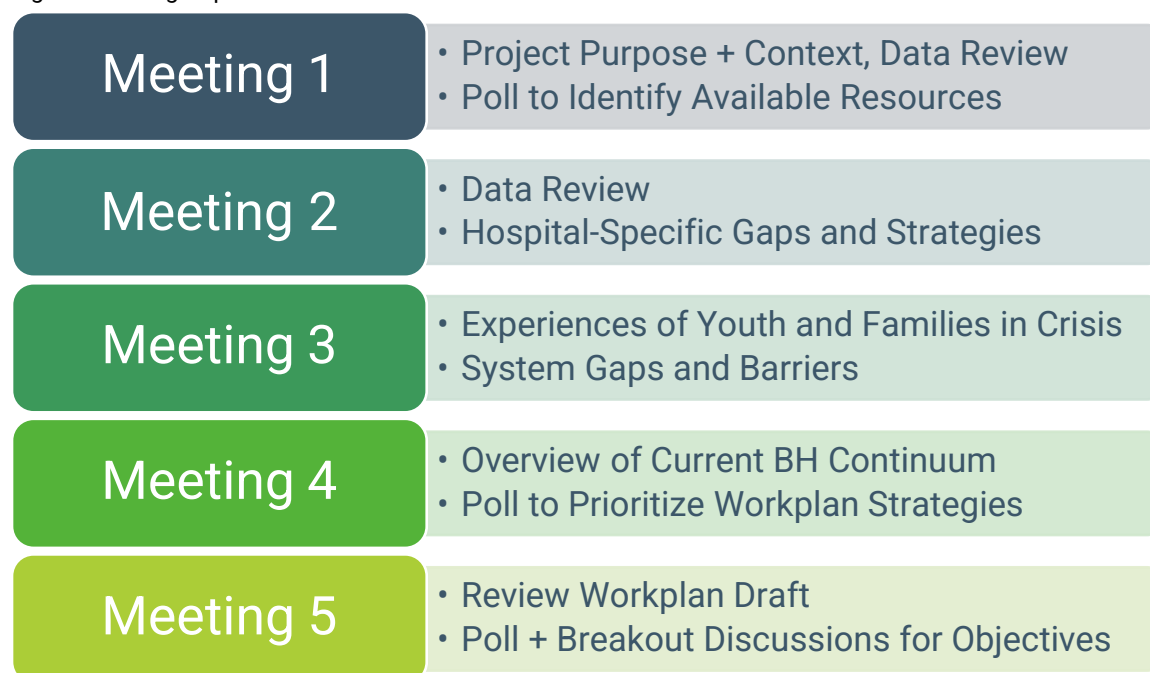 Meeting 1
• Project Purpose + Context, Data Review
• Poll to Identify Available Resources
Meeting 2
• Data Review
• Hospital-Specific Gaps and Strategies
Meeting 3
• Experiences of Youth and Families in Crisis
• System Gaps and Barriers
Meeting 4
• Overview of Current BH Continuum
• Poll to Prioritize Workplan Strategies
Meeting 5
• Review Workplan Draft
• Poll + Breakout Discussions for Objectives